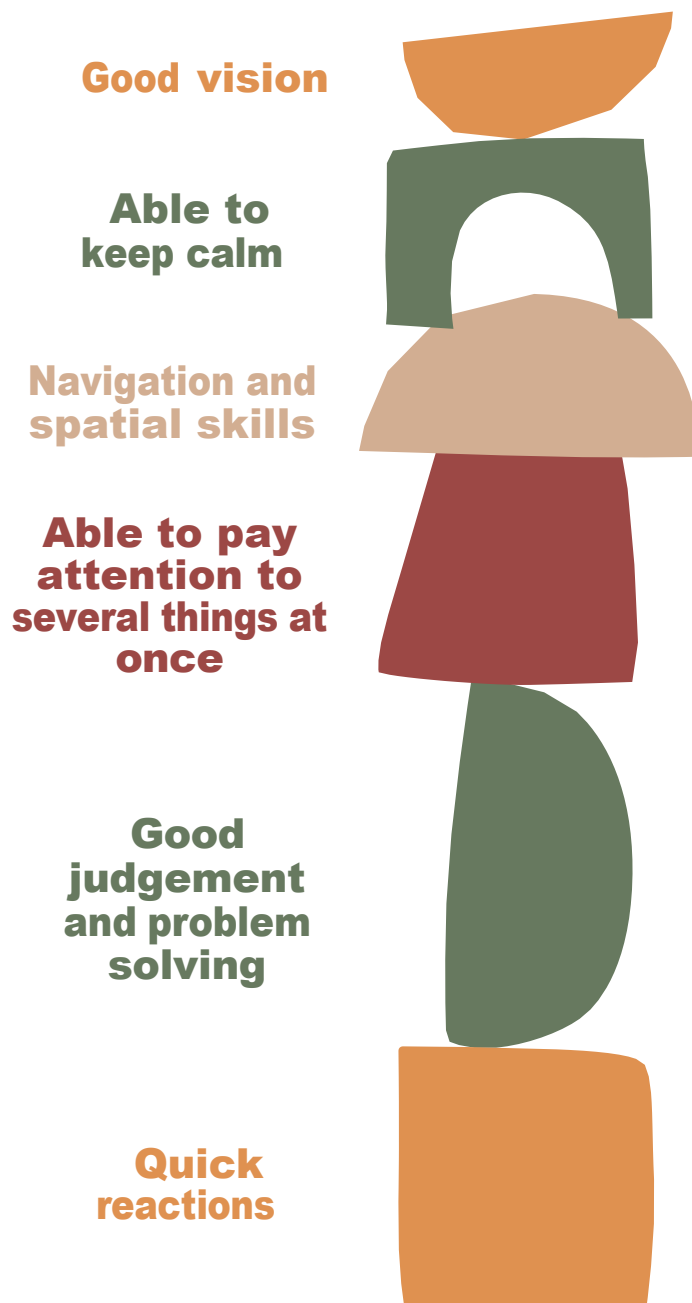 Good vision
Able to
keep calm
Navigation and
spatial skills
Able to pay
attention to
several things at
once
Good
judgement
and problem
solving
Quick
reactions